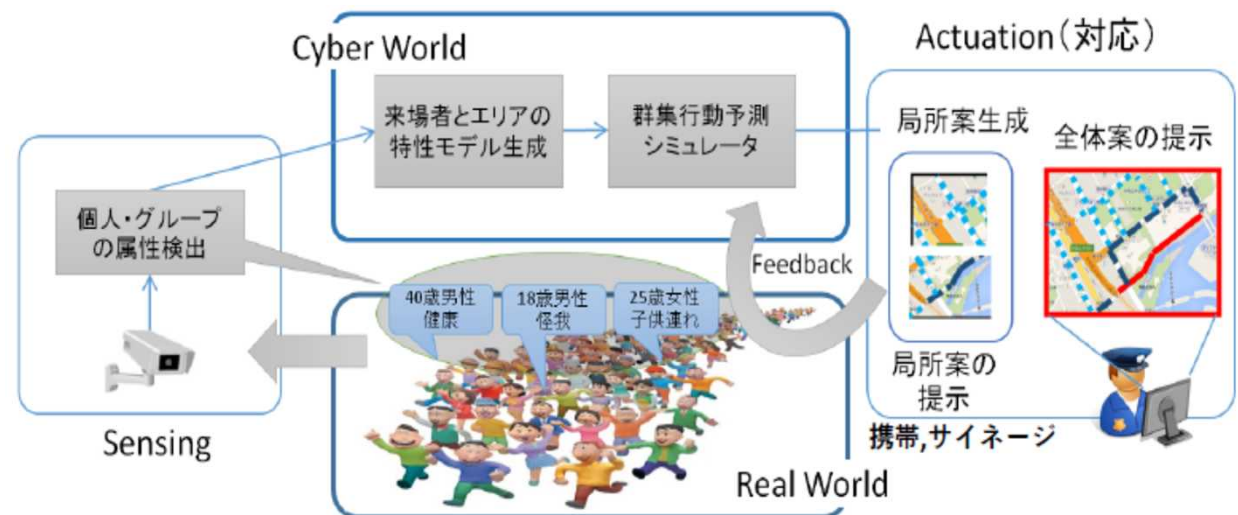 Cyber World
来場者とエリアの
特性モデル生成
群集行動予測
シミュレータ
Actuation(対応)
局所案生成
全体案の提示
個人・グループ
の属性検出
Feedback
40歳男性
健康
18歳男性
怪我
25歳女性
子供連れ
局所案の
提示
携帯,サイネージ
Sensing
Real World